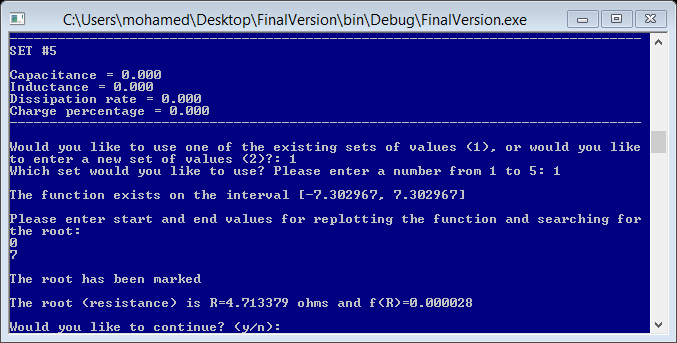 C:\Users\mohamed\Desktop\FinalVersion\bin\Debug\FinalVersion.exe
SET #5
Capacitance = 0.000
Inductance = 0.000
Dissipation rate = 0.000
Charge percentage = 0.000
Would you like to use one of the existing sets of values (1), or would you like
to enter a new set of values (2)?: 1
Which set would you like to use? Please enter a number from 1 to 5: 1
The function exists on the interval [-7.302967, 7.302967]
Please enter start and end values for replotting the function and searching for
the root:
0
7
The root has been marked
The root (resistance) is R=4.713379 ohms and f(R)=0.000028
Would you like to continue? (y/n):